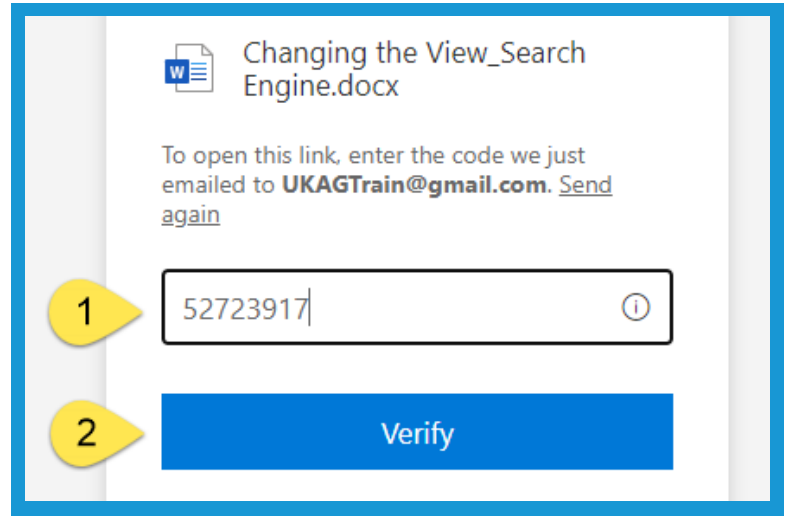 W
Changing the View_Search
Engine.docx
To open this link, enter the code we just
emailed to UKAGTrain@gmail.com. Send
again
1
52723917
2
Verify